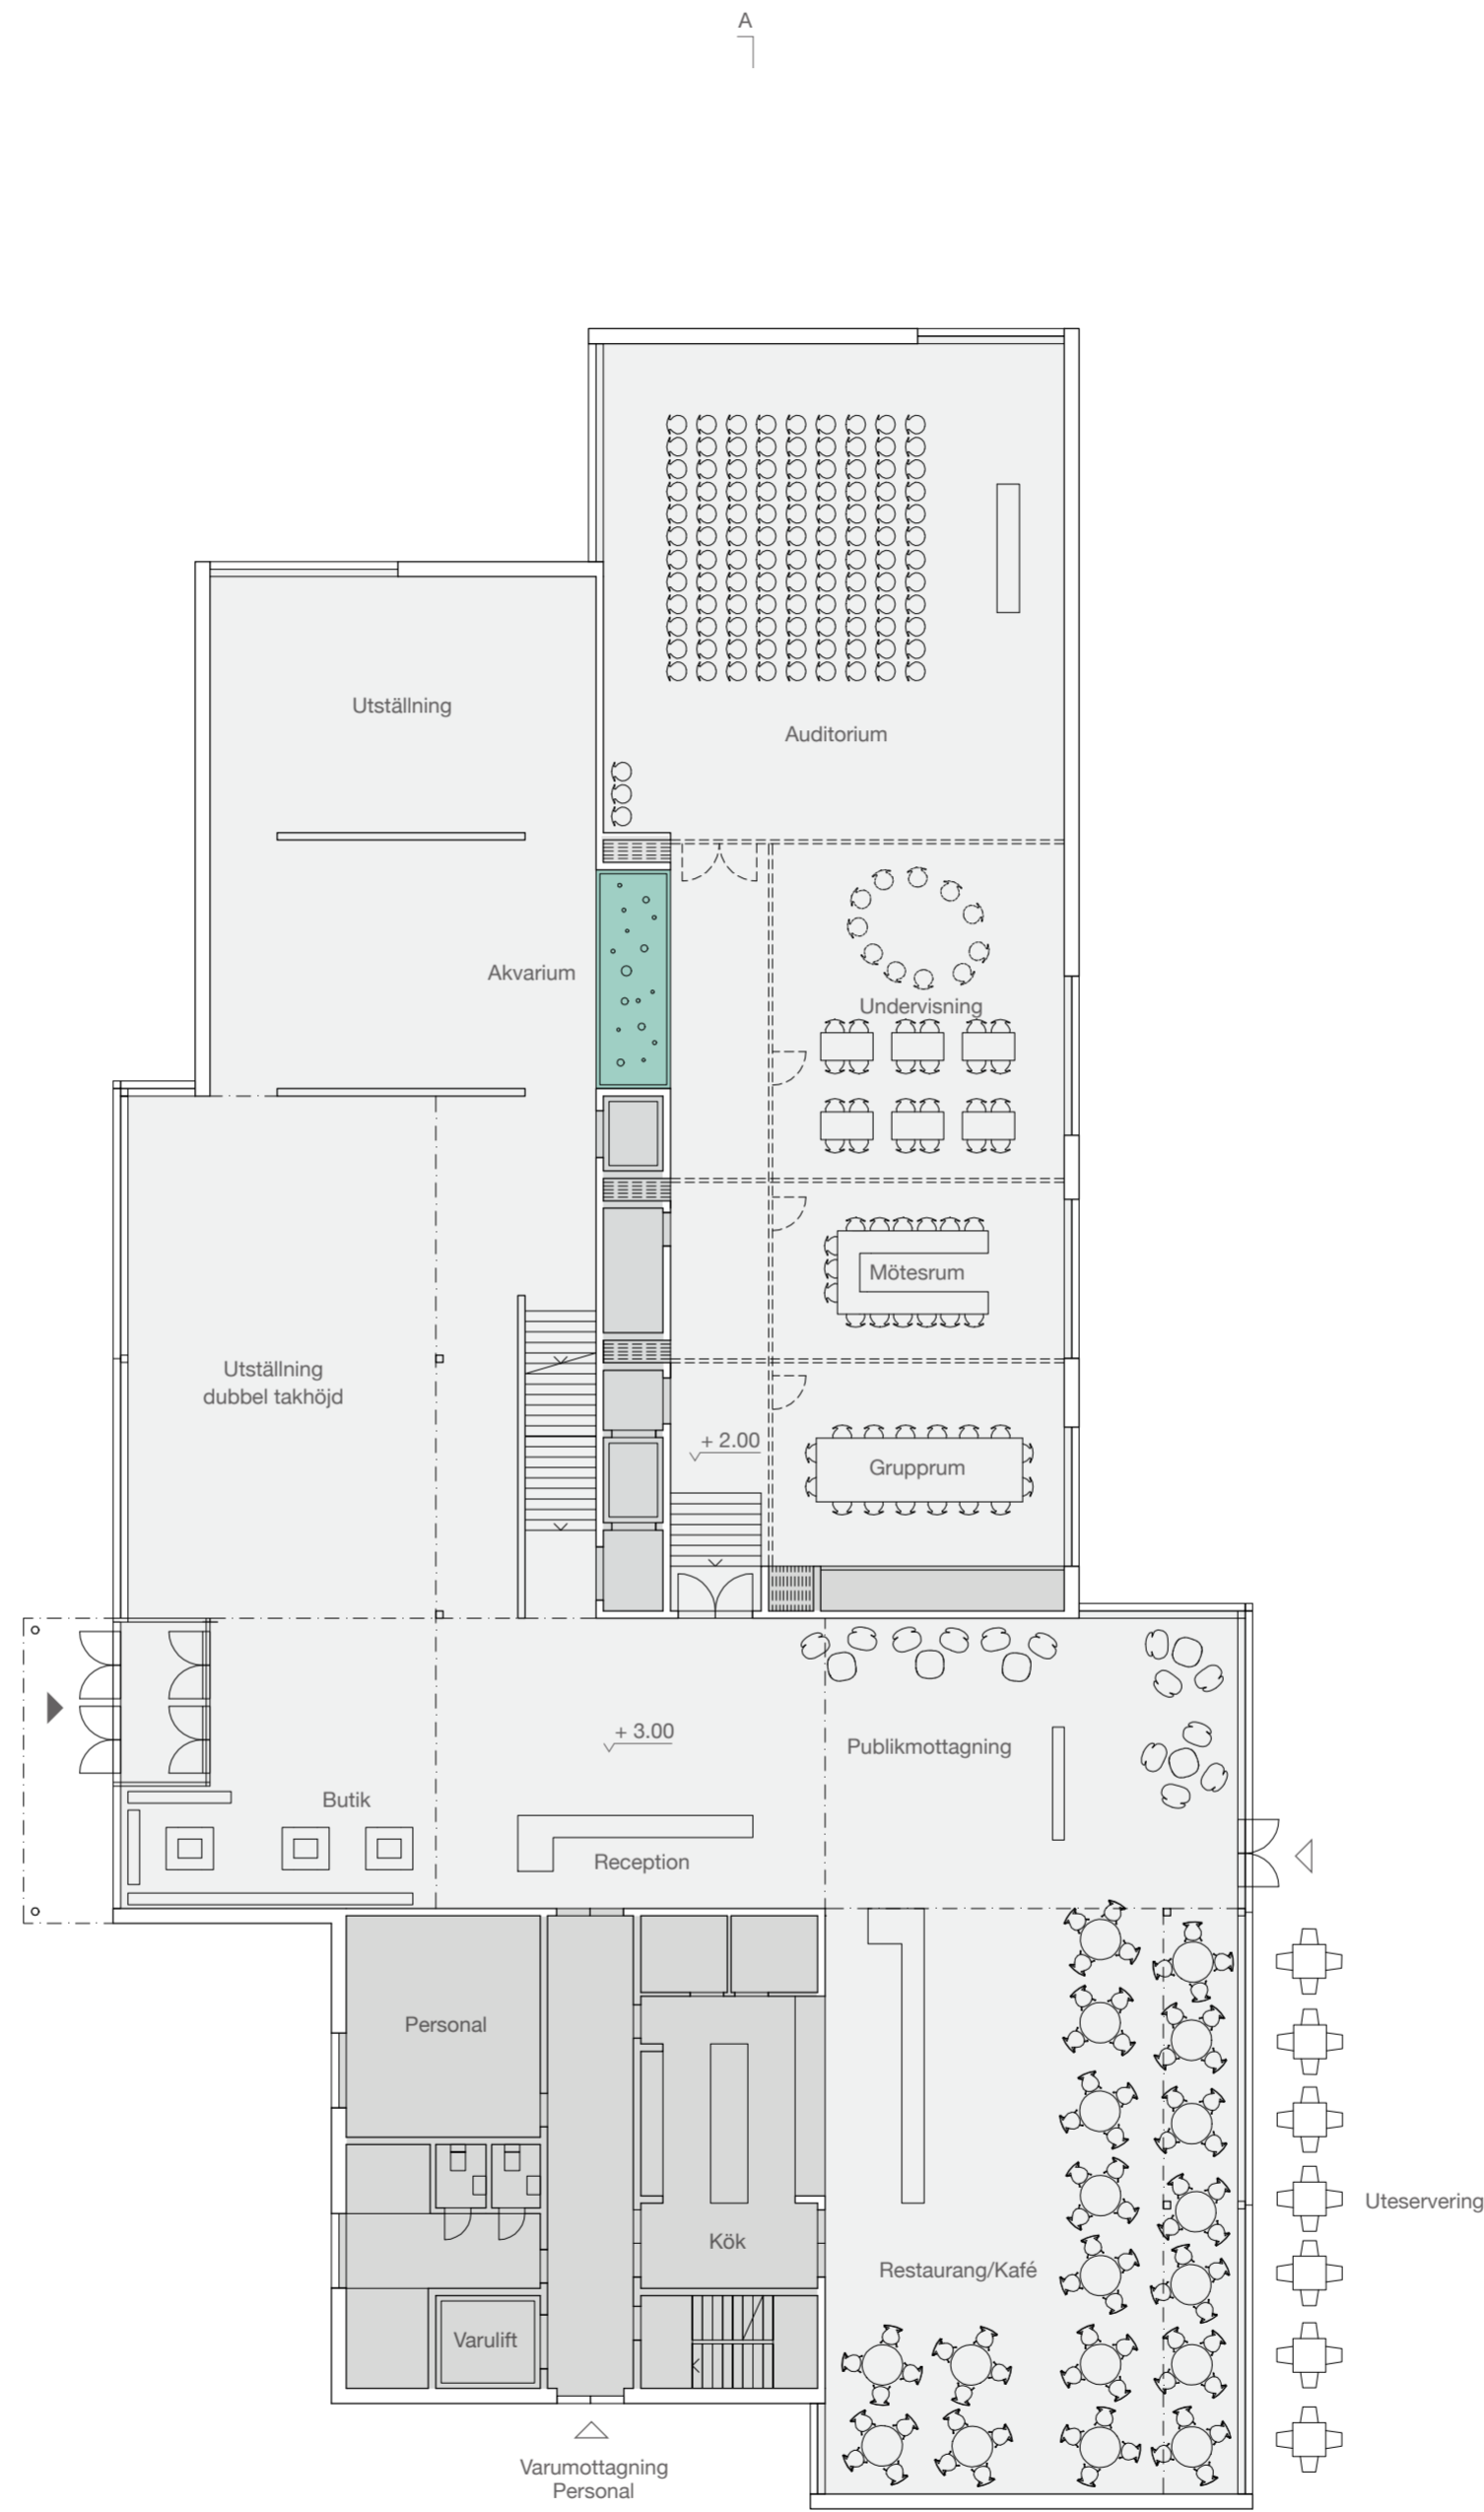 A
Utställning
Auditorium
Akvarium
Undervisning
Mötesrum
Utställning
dubbel takhöjd
+ 2.00
Grupprum
+ 3.00
Publikmottagning
Butik
Reception
Personal
Uteservering
Kök
Restaurang/Kafé
Varulift
Varumottagning
Personal